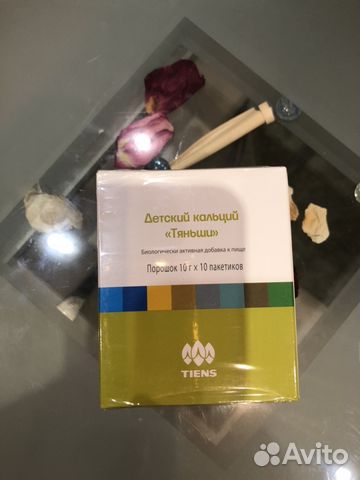 Детский кальций
«Тяньши»
Биологически активная добавка к пище
Порошок 10 г х 10 пакетиков
TIENS
Avito